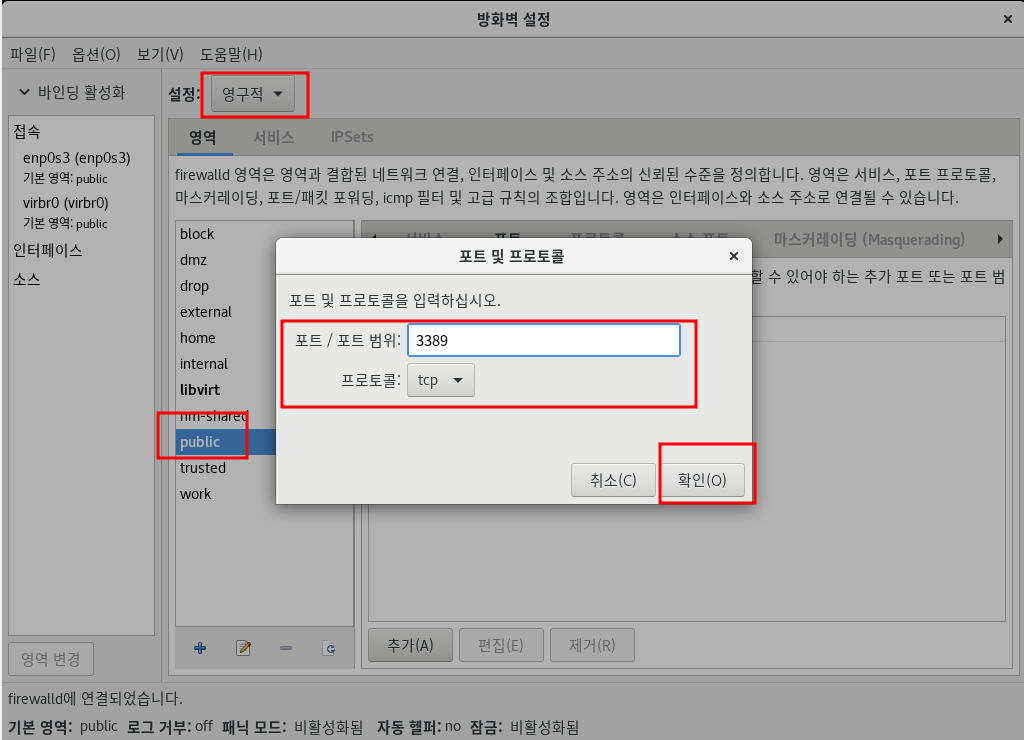 방화벽 설정
파일(F) 옵션(O) 보기(V) 도움말(H)
바인딩 활성화
접속
enp0s3 (enp0s3)
기본 영역: public
virbr0 (virbr0)
기본 영역: public
인터페이스
소스
영역 변경
설정: 영구적
영역 서비스 IPSets
firewalld 영역은 영역과 결합된 네트워크 연결, 인터페이스 및 소스 주소의 신뢰된 수준을 정의합니다. 영역은 서비스, 포트 프로토콜,
마스커레이딩, 포트/패킷 포워딩, icmp 필터 및 고급 규칙의 조합입니다. 영역은 인터페이스와 소스 주소로 연결될 수 있습니다.
block
dmz
drop
external
home
internal
libvirt
nm-shared
public
trusted
work
서비스 포트 프로토콜 소스 포트 마스커레이딩 (Masquerading)
할 수 있어야 하는 추가 포트 또는 포트 범
포트 및 프로토콜
포트 및 프로토콜을 입력하십시오.
포트 / 포트 범위: 3389
프로토콜: tcp
취소(C) 확인(O)
추가(A) 편집(E) 제거(R)
firewalld에 연결되었습니다.
기본 영역: public 로그 거부: off 패닉 모드: 비활성화됨 자동 헬퍼: no 잠금: 비활성화됨